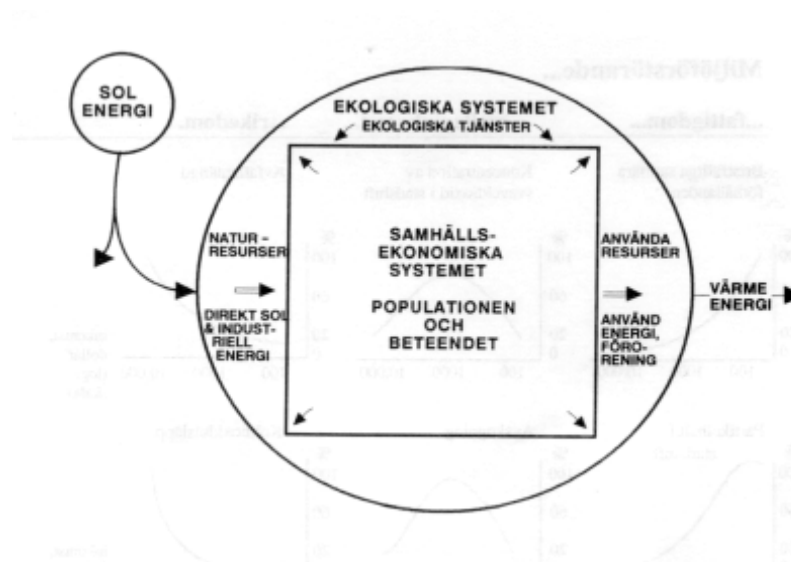 SOL
ENERGI
EKOLOGISKA SYSTEMET
EKOLOGISKA TJÄNSTER
NATUR –
RESURSER
DIREKT SOL
& INDUST-
RIELL
ENERGI
SAMHÄLLS-
EKONOMISKA
SYSTEMET
POPULATIONEN
OCH
BETEENDET
ANVÄNDA
RESURSER
ANVÄND
ENERGI,
FÖRO-
RENING
VÄRME
ENERGI